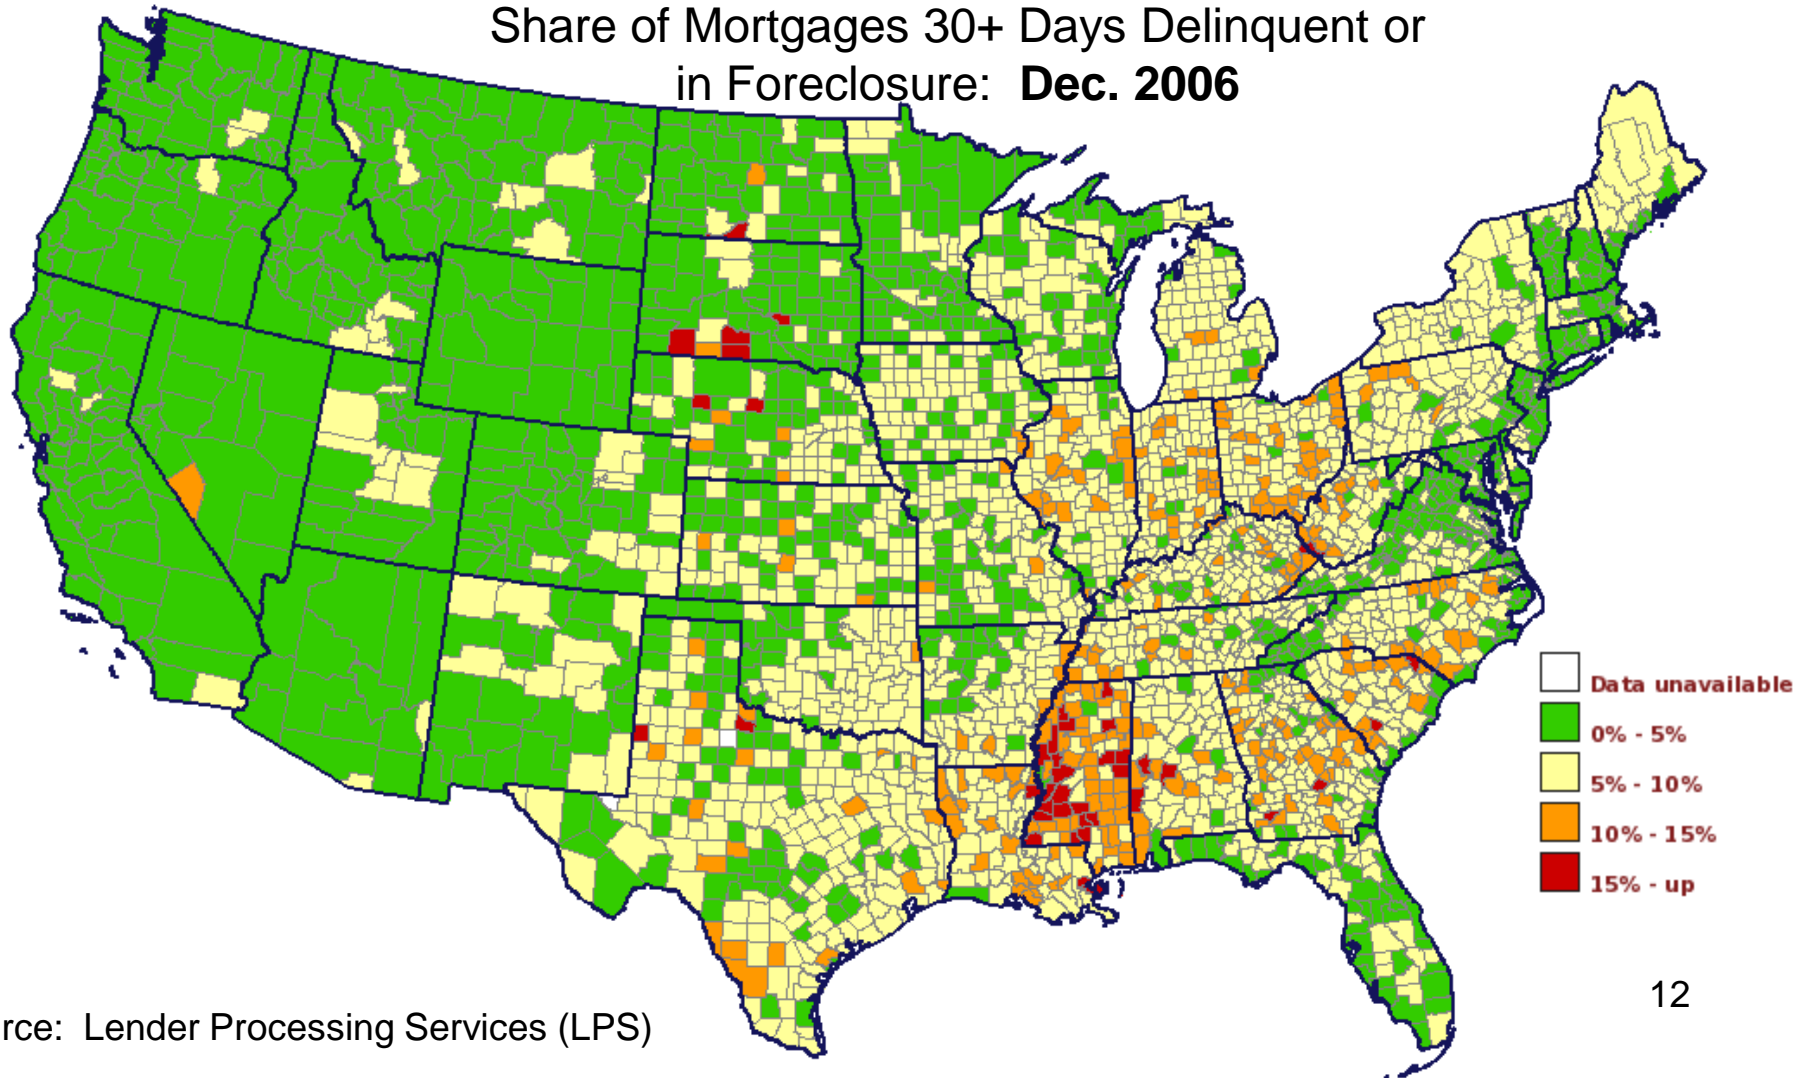 Share of Mortgages 30+ Days Delinquent or
in Foreclosure: Dec. 2006
Data unavailable
0% - 5%
5% - 10%
10% - 15%
15% - up
12
rce: Lender Processing Services (LPS)